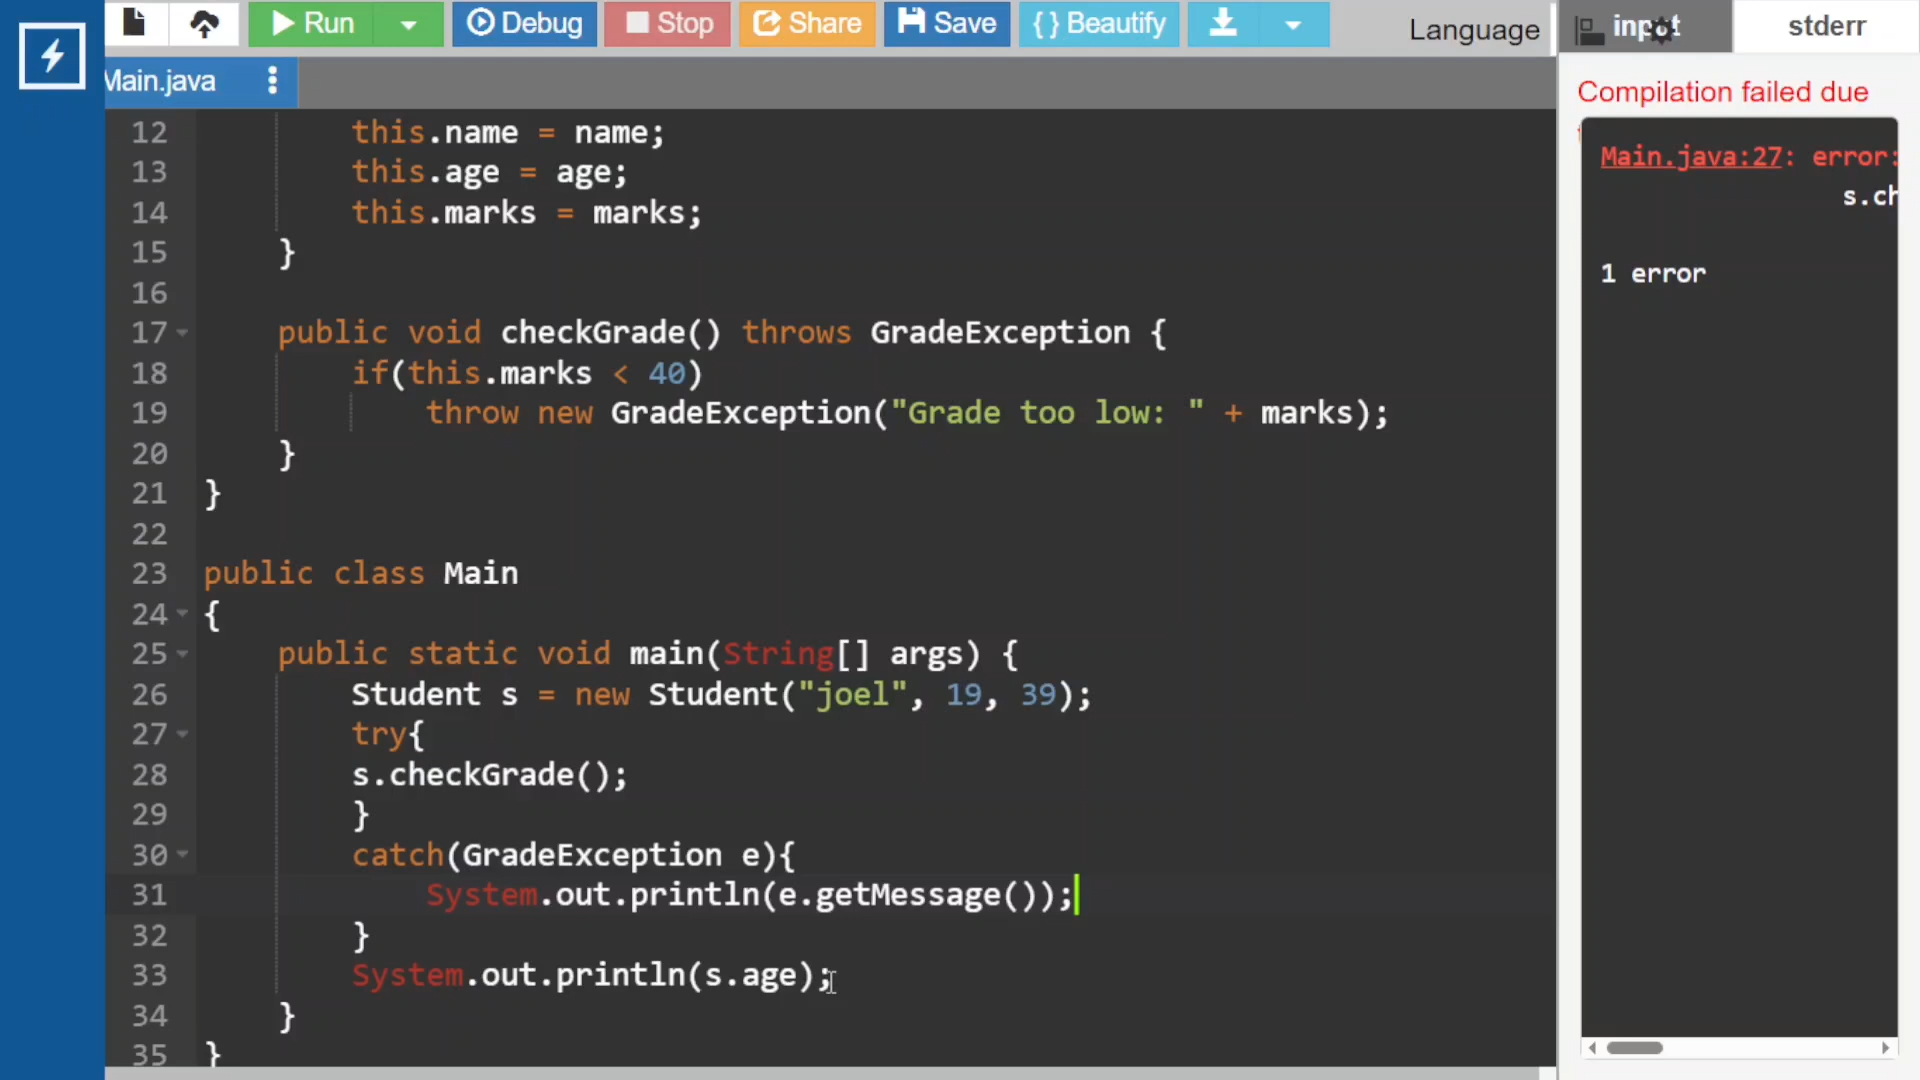 Run Debug Stop Share Save { } Beautify Language input stderr
Main.java
Compilation failed due
12 this.name = name;
13 this.age = age;
14 this.marks = marks;
15 }
16
17 public void checkGrade() throws GradeException {
18 if(this.marks < 40)
19 throw new GradeException("Grade too low: " + marks);
20 }
21 }
22
23 public class Main
24 {
25 public static void main(String[] args) {
26 Student s = new Student("joel", 19, 39);
27 try{
28 s.checkGrade();
29 }
30 catch(GradeException e){
31 System.out.println(e.getMessage());
32 }
33 System.out.println(s.age);
34 }
35 }
Main.java:27: error:
s.ch
1 error